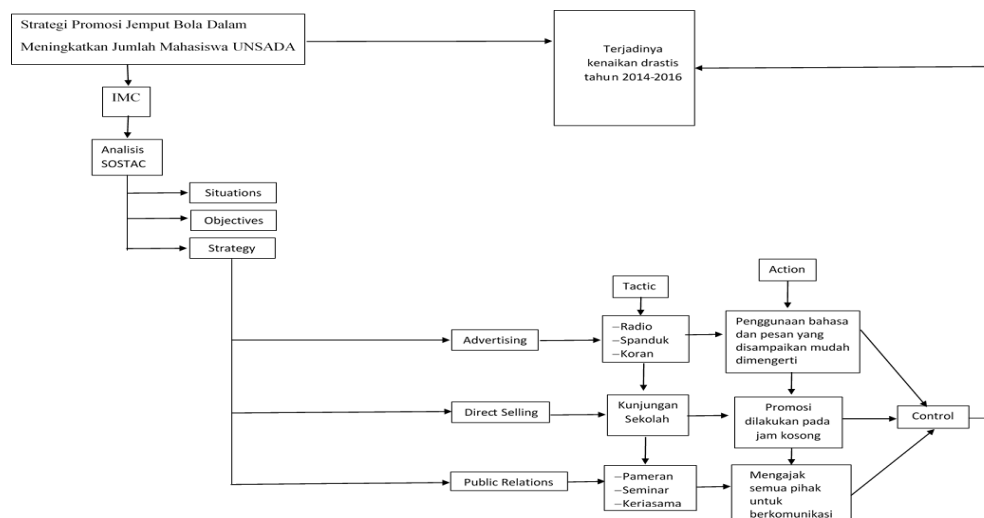 Strategi Promosi Jemput Bola Dalam
Meningkatkan Jumlah Mahasiswa UNSADA
Terjadinya
kenaikan drastis
tahun 2014-2016
IMC
Analisis
SOSTAC
Situations
Objectives
Strategy
Tactic
Action
Advertising
–Radio
–Spanduk
–Koran
Penggunaan bahasa
dan pesan yang
disampaikan mudah
dimengerti
Direct Selling
Kunjungan
Sekolah
Promosi
dilakukan pada
jam kosong
Control
Public Relations
–Pameran
–Seminar
–Kerjasama
Mengajak
semua pihak
untuk
berkomunikasi